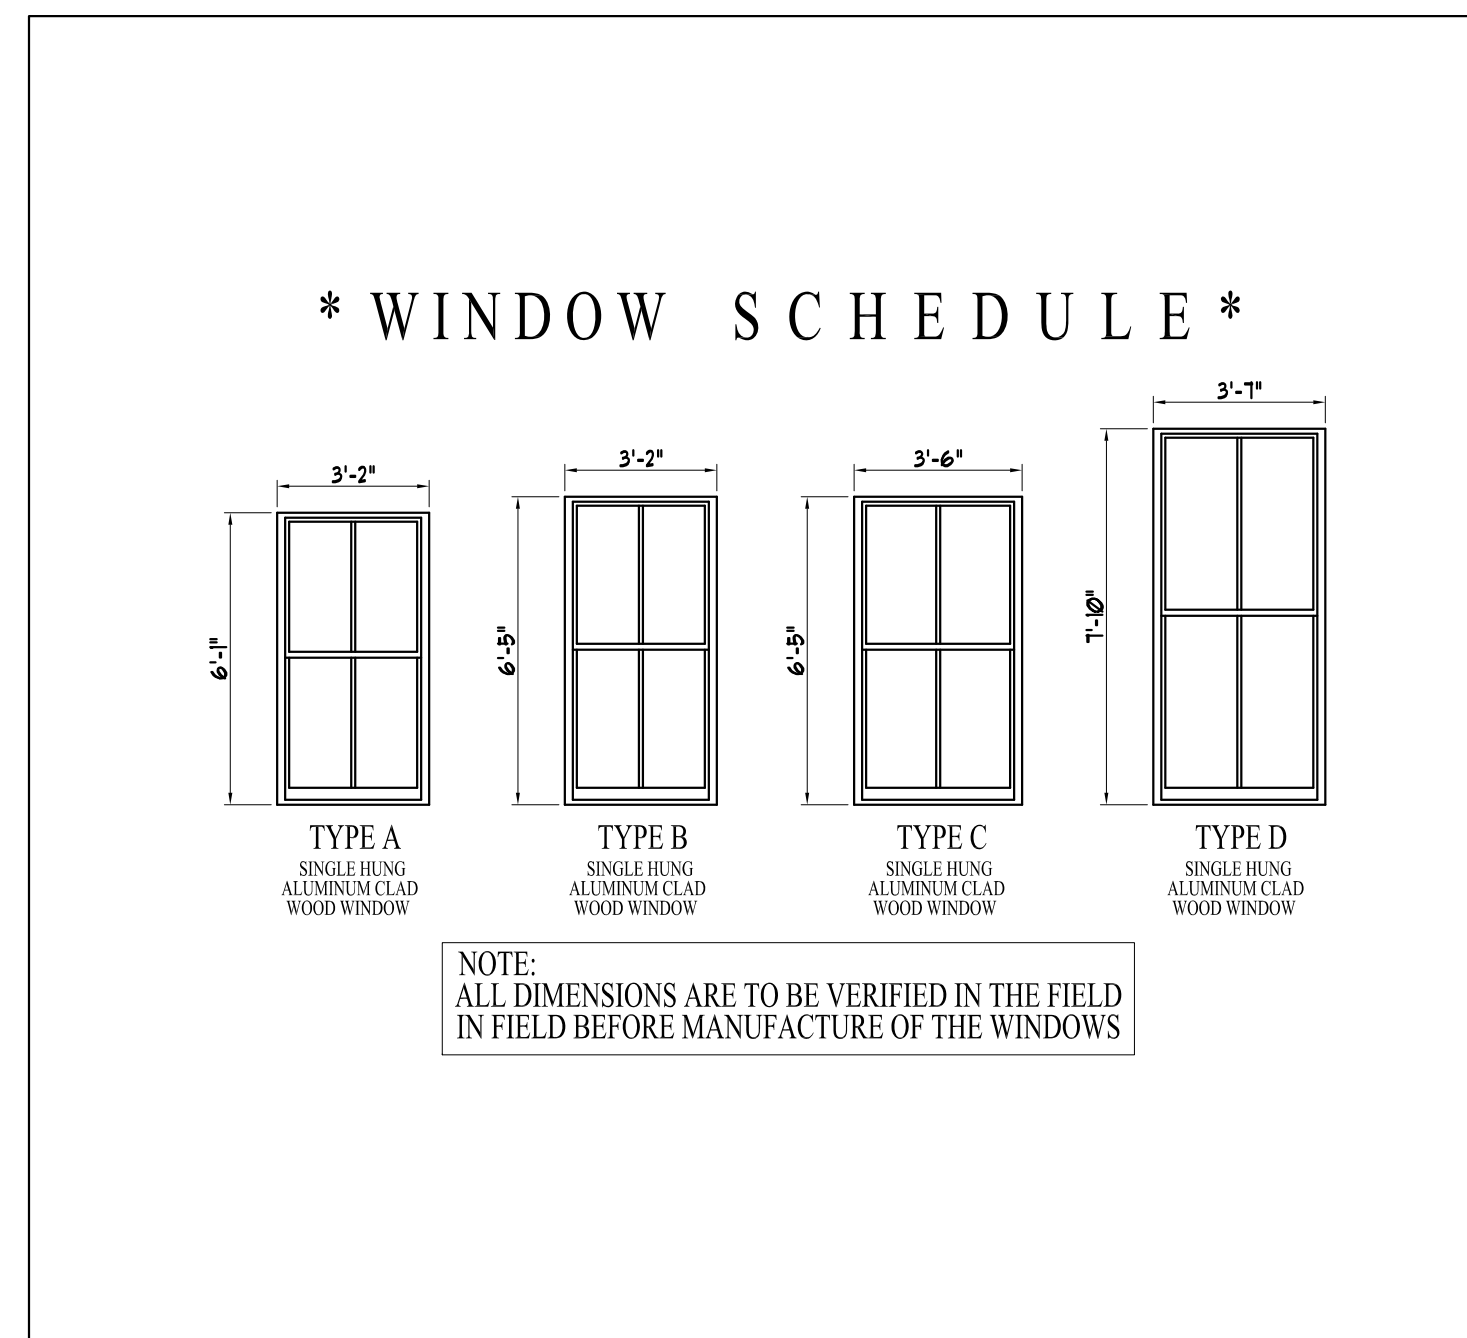 * WINDOW SCHEDULE *
3'-7"
3'-2"
3'-2"
3'-6"
6'-1"
6'-5"
6'-5"
7'-10"
TYPE A
SINGLE HUNG
ALUMINUM CLAD
WOOD WINDOW
TYPE B
SINGLE HUNG
ALUMINUM CLAD
WOOD WINDOW
TYPE C
SINGLE HUNG
ALUMINUM CLAD
WOOD WINDOW
TYPE D
SINGLE HUNG
ALUMINUM CLAD
WOOD WINDOW
NOTE:
ALL DIMENSIONS ARE TO BE VERIFIED IN THE FIELD
IN FIELD BEFORE MANUFACTURE OF THE WINDOWS